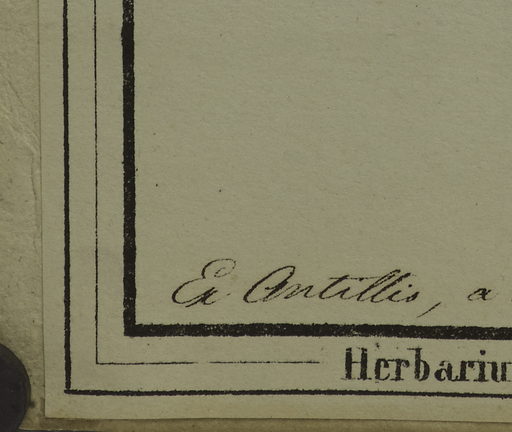 Ex Antillis, a
Herbariu